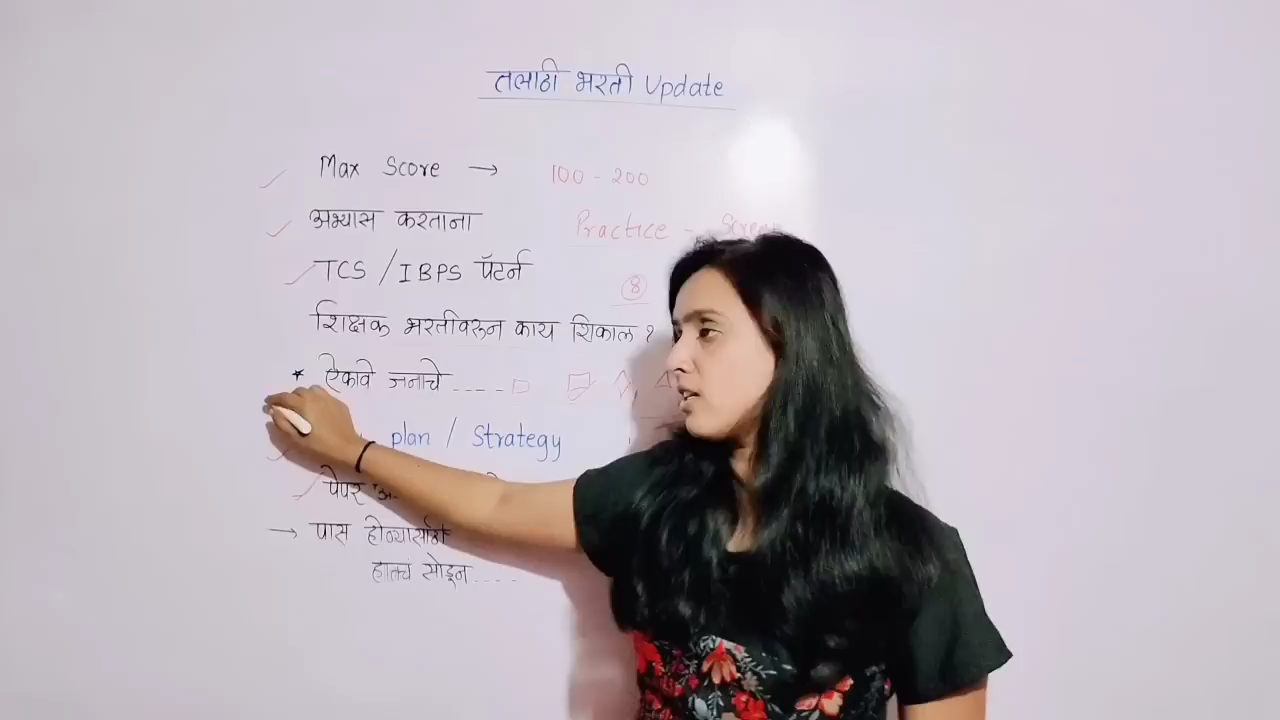 तलाठी भरती Update
Max Score → 100 - 200
अभ्यास करताना Practice -
TCS / IBPS पॅटर्न
8
शिक्षक भरतीवरून काय शिकाल ?
* ऐकावे जनाचे ....
plan / Strategy
पेपर
→ पास होण्यासाठी
हातचं सोडून ....